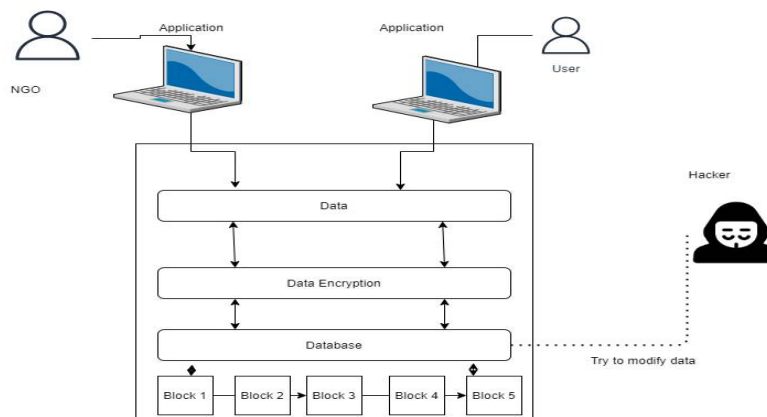 Application
Application
NGO
User
Data
Hacker
Data Encryption
Database
Try to modify data
Block 1
Block 2
Block 3
Block 4
Block 5